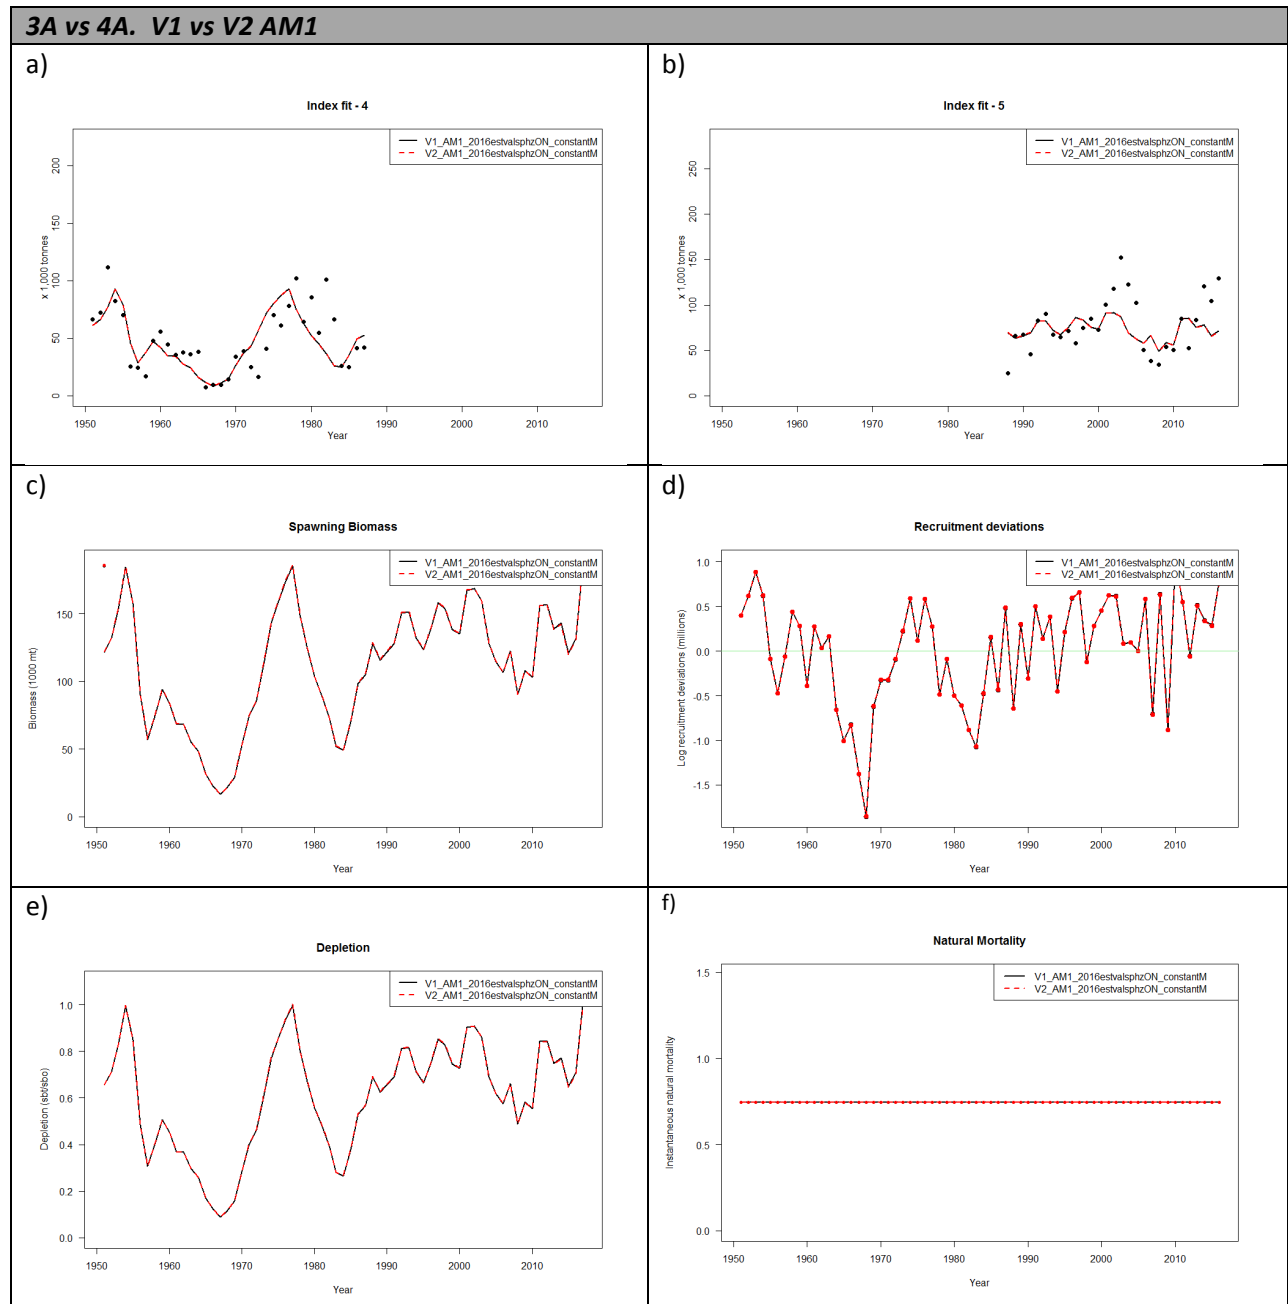 3A vs 4A. V1 vs V2 AM1
a)
Index fit - 4
V1_AM1_2016estvalsphzON_constantM
V2_AM1_2016estvalsphzON_constantM
x 1,000 tonnes
200
150
100
50
0
1950 1960 1970 1980 1990 2000 2010
Year
b)
Index fit - 5
V1_AM1_2016estvalsphzON_constantM
V2_AM1_2016estvalsphzON_constantM
x 1,000 tonnes
250
200
150
100
50
0
1950 1960 1970 1980 1990 2000 2010
Year
c)
Spawning Biomass
V1_AM1_2016estvalsphzON_constantM
V2_AM1_2016estvalsphzON_constantM
Biomass (1000 mt)
150
100
50
0
1950 1960 1970 1980 1990 2000 2010
Year
d)
Recruitment deviations
V1_AM1_2016estvalsphzON_constantM
V2_AM1_2016estvalsphzON_constantM
Log recruitment deviations (millions)
1.0
0.5
0.0
-0.5
-1.0
-1.5
1950 1960 1970 1980 1990 2000 2010
Year
e)
Depletion
V1_AM1_2016estvalsphzON_constantM
V2_AM1_2016estvalsphzON_constantM
Depletion (sbt/sbo)
1.0
0.8
0.6
0.4
0.2
0.0
1950 1960 1970 1980 1990 2000 2010
Year
f)
Natural Mortality
V1_AM1_2016estvalsphzON_constantM
V2_AM1_2016estvalsphzON_constantM
Instantaneous natural mortality
1.5
1.0
0.5
0.0
1950 1960 1970 1980 1990 2000 2010
Year